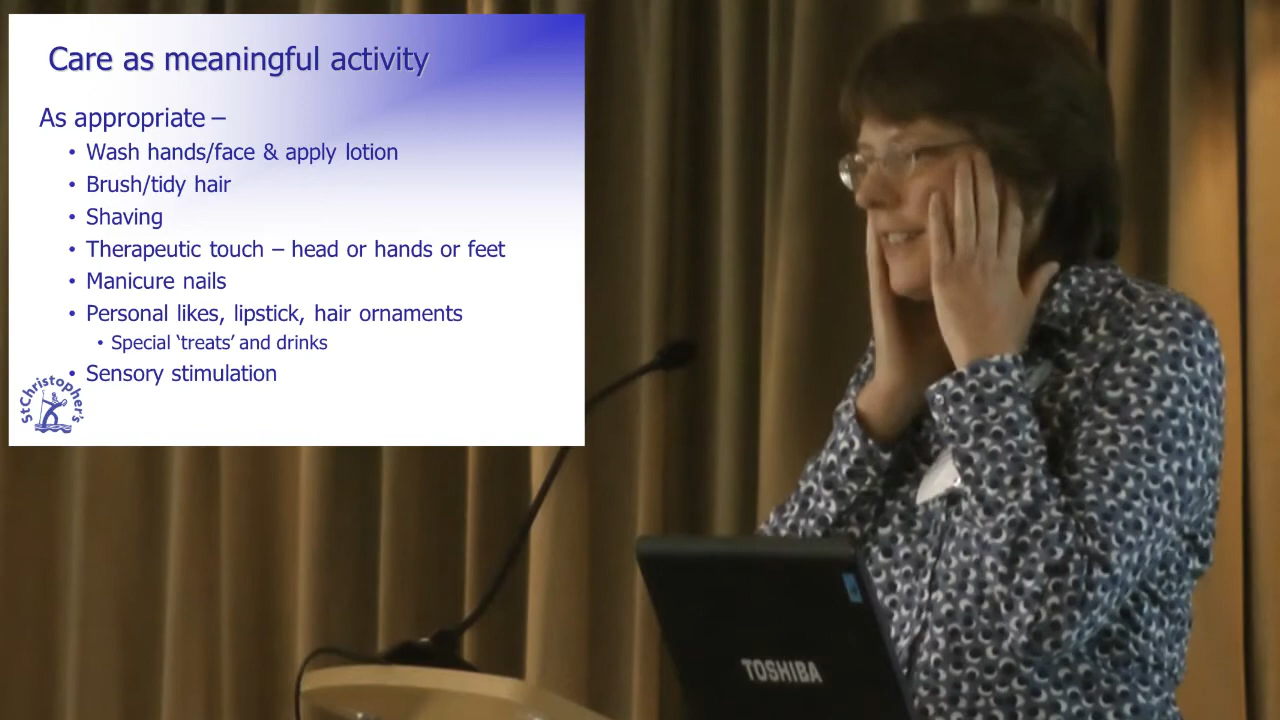 Care as meaningful activity
As appropriate –
• Wash hands/face & apply lotion
• Brush/tidy hair
• Shaving
• Therapeutic touch – head or hands or feet
• Manicure nails
• Personal likes, lipstick, hair ornaments
• Special ‘treats’ and drinks
• Sensory stimulation
StChristopher's
TOSHIBA